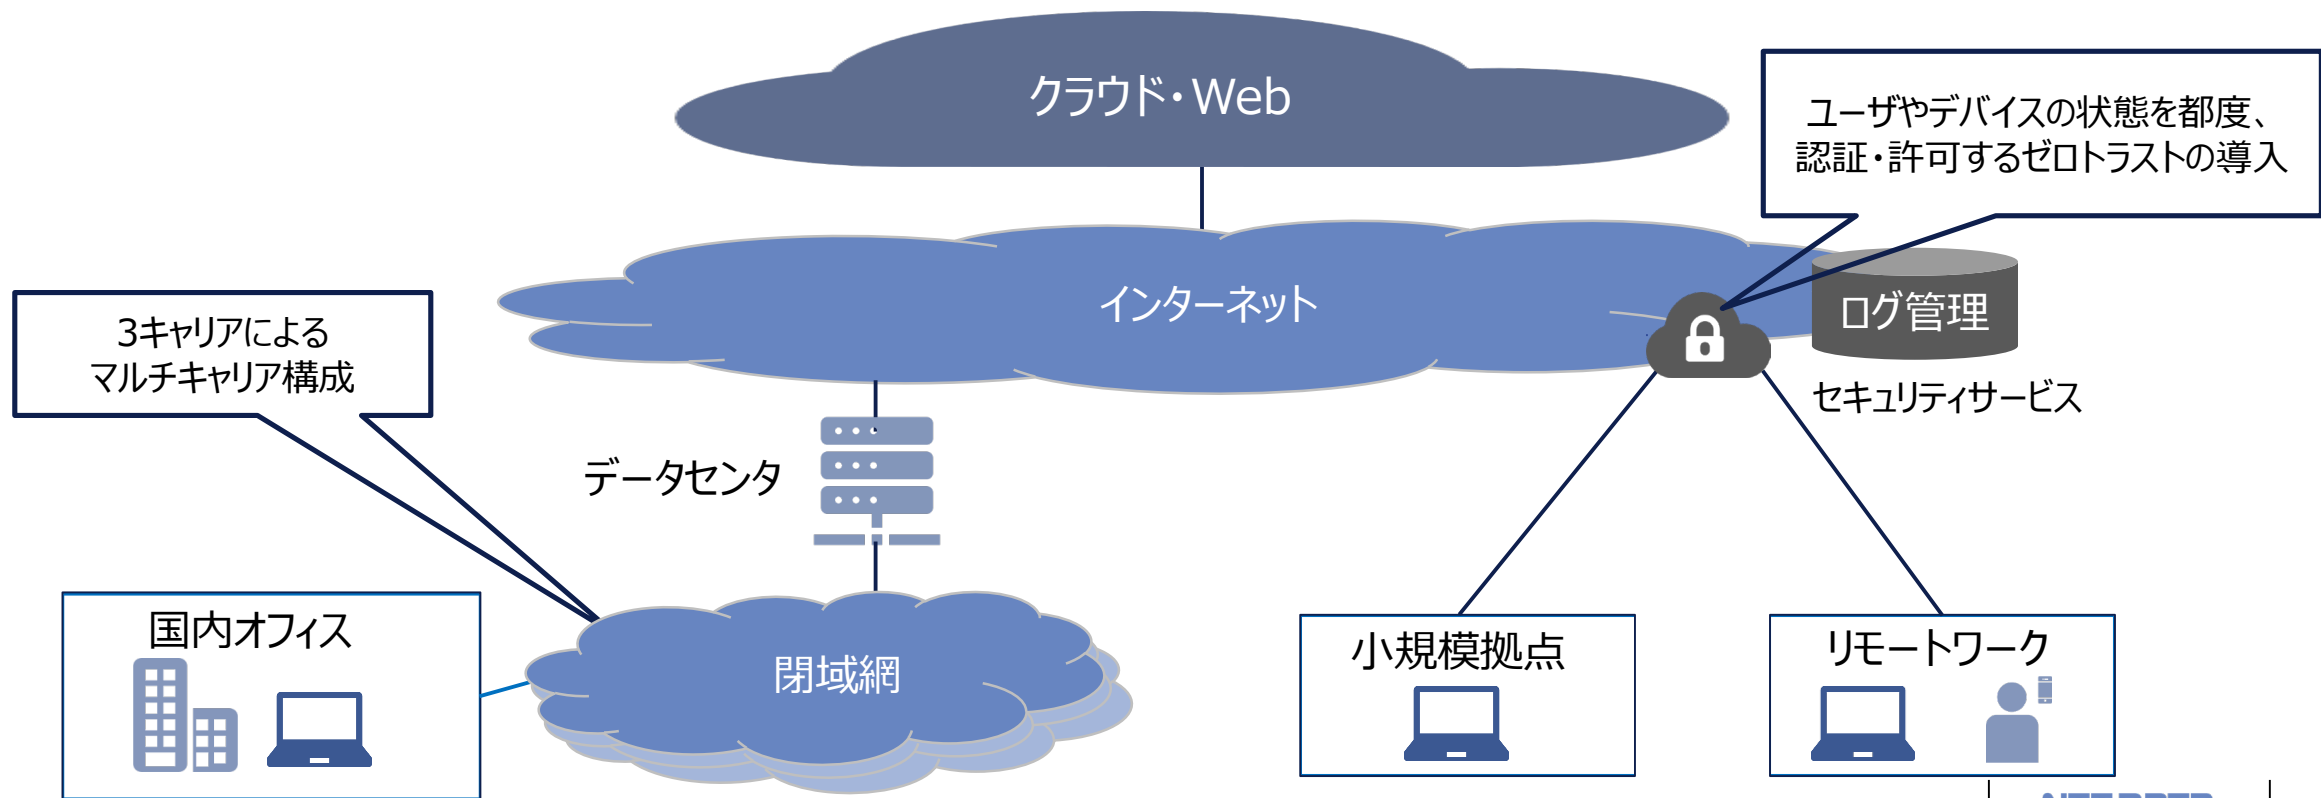 クラウド・Web
ユーザやデバイスの状態を都度、
認証・許可するゼロトラストの導入
インターネット
ログ管理
3キャリアによる
マルチキャリア構成
セキュリティサービス
データセンタ
国内オフィス
閉域網
小規模拠点
リモートワーク